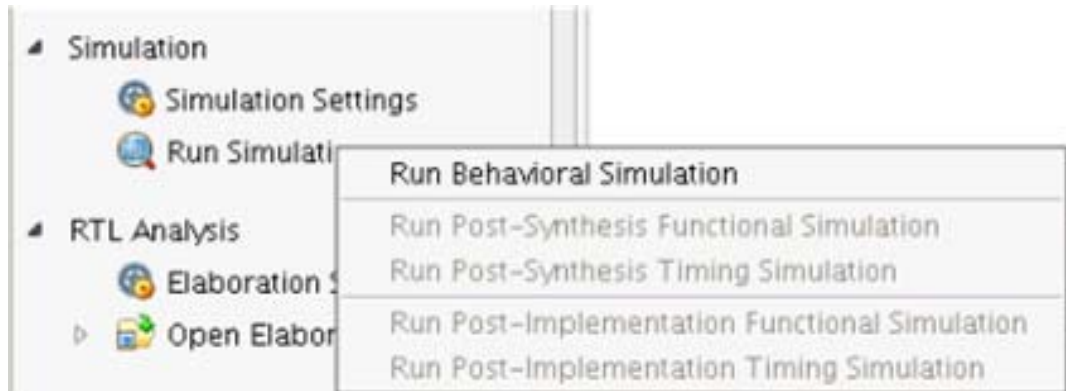 Simulation
Simulation Settings
Run Simulati
Run Behavioral Simulation
Run Post-Synthesis Functional Simulation
Run Post-Synthesis Timing Simulation
Run Post-Implementation Functional Simulation
Run Post-Implementation Timing Simulation
RTL Analysis
Elaboration S
Open Elabor